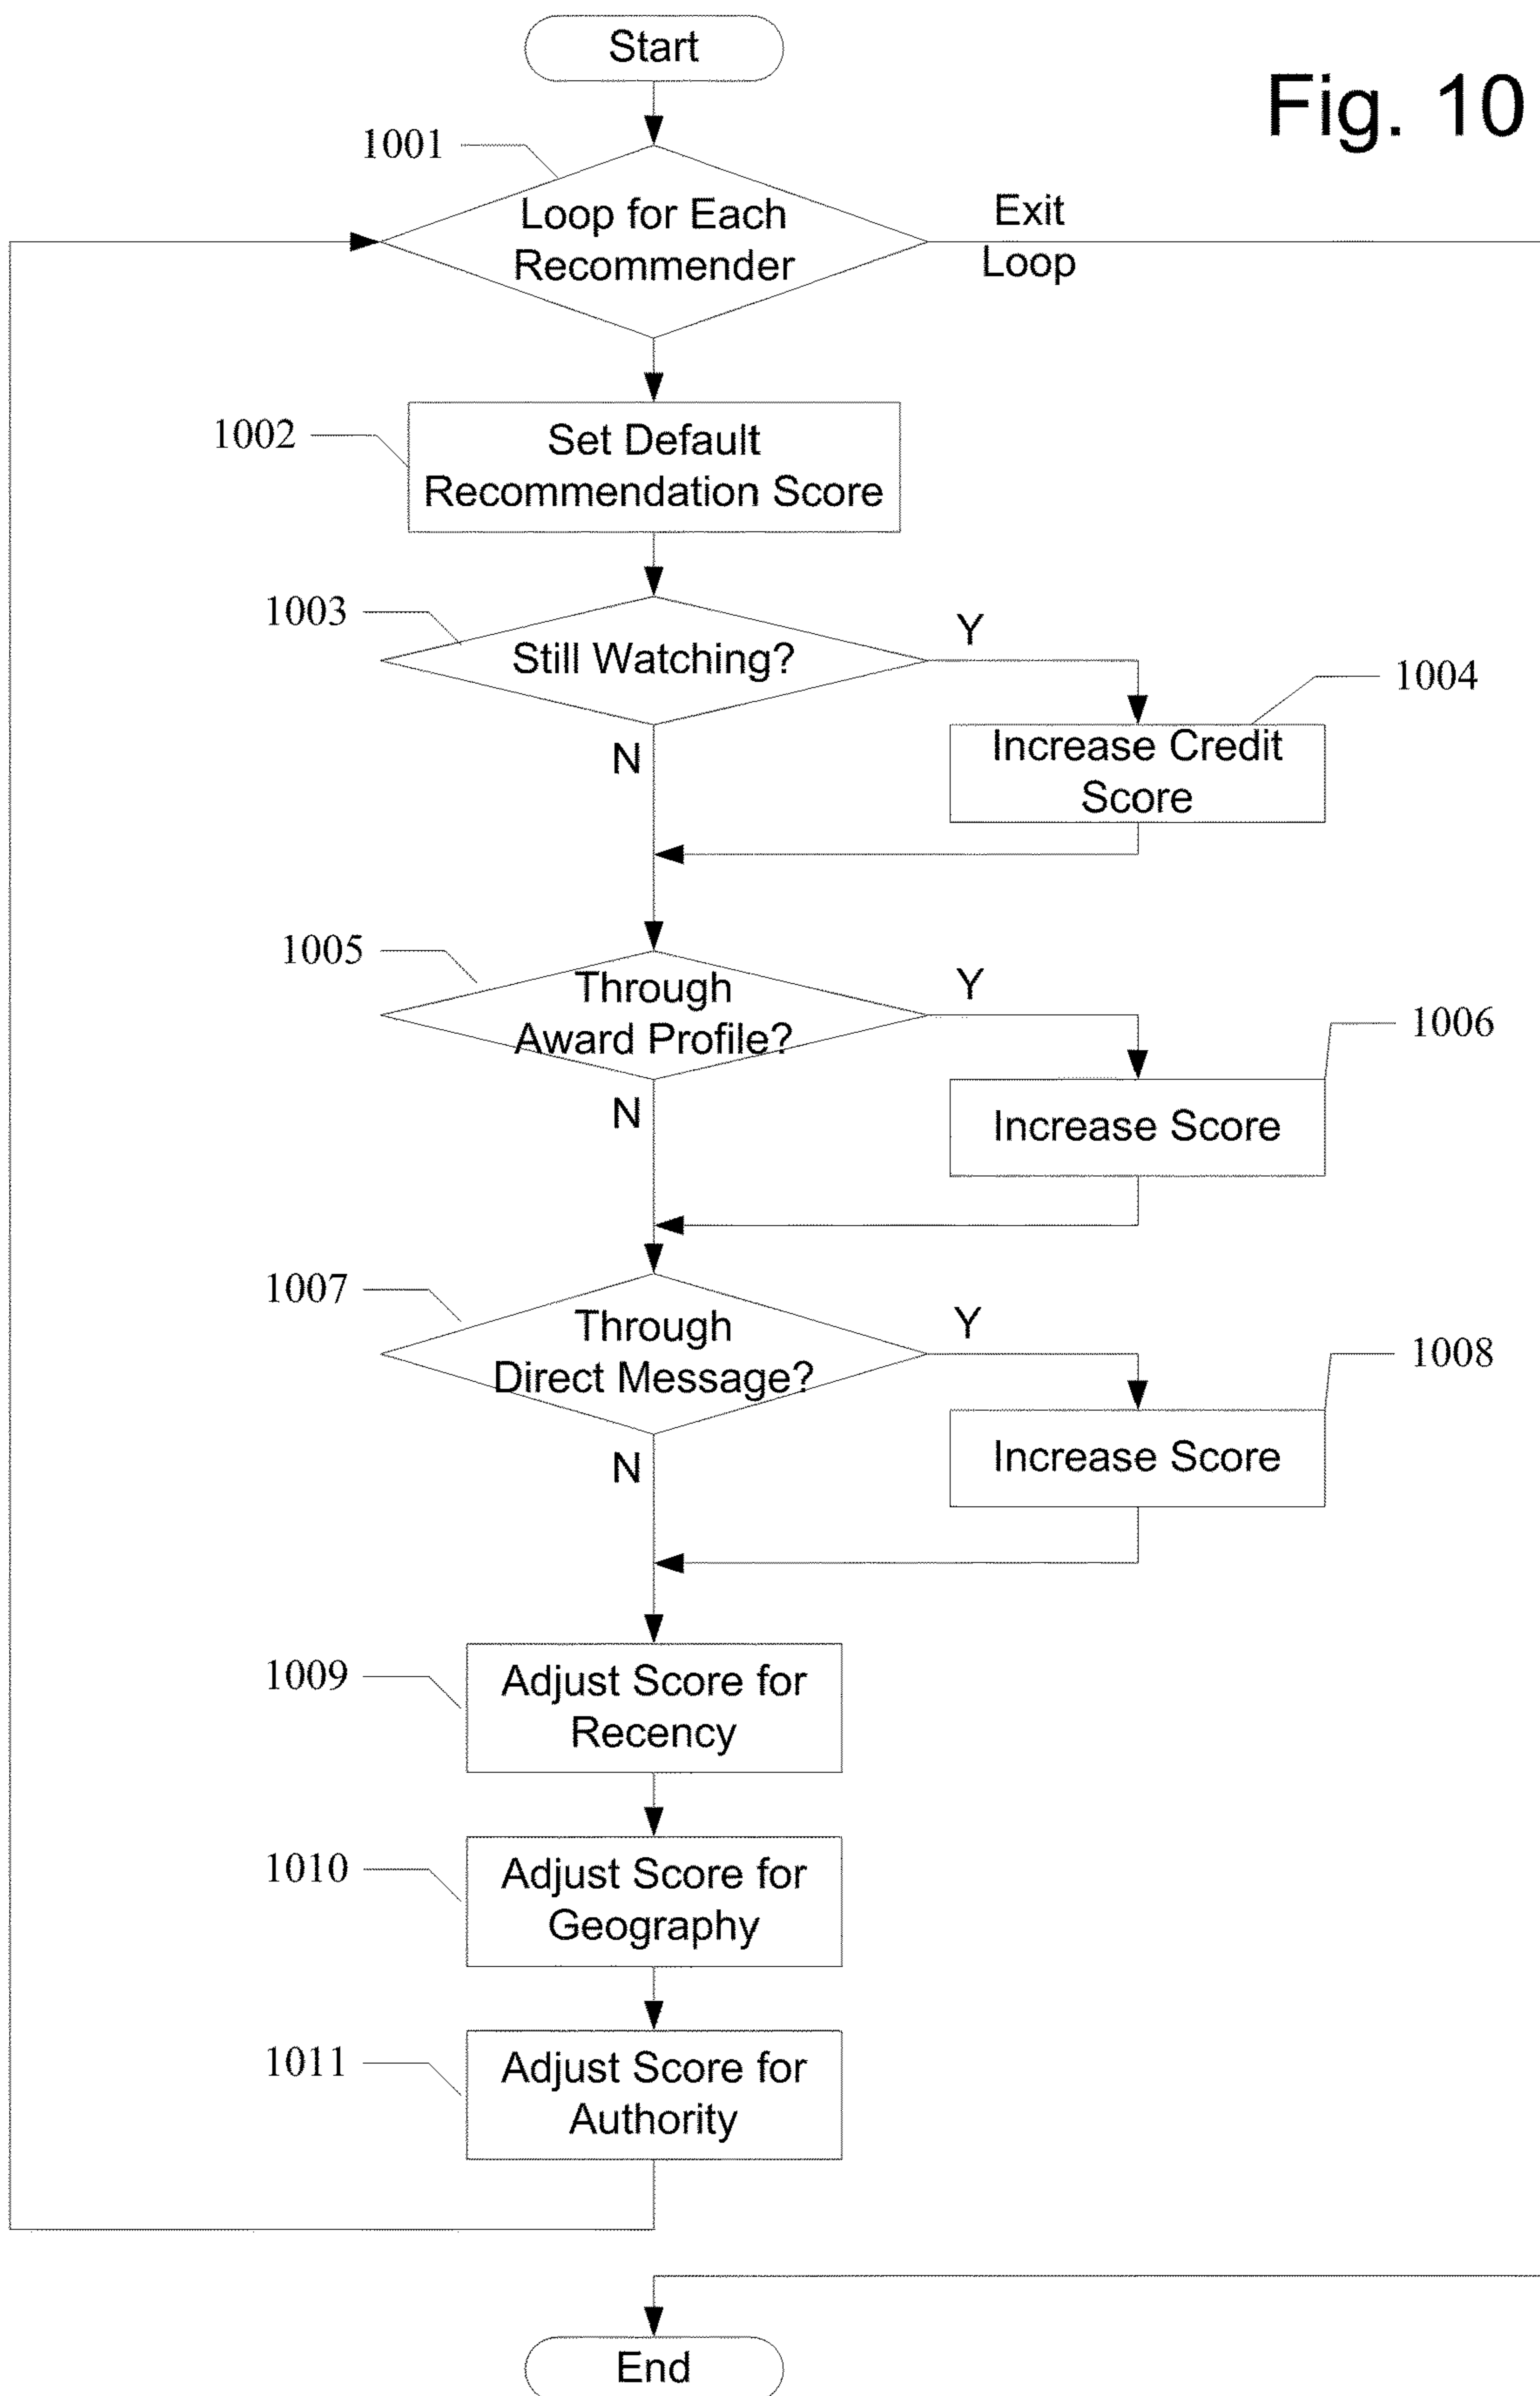 Start
Fig. 10
1001
Loop for Each
Recommender
Exit
Loop
1002
Set Default
Recommendation Score
1003
Still Watching?
Y
1004
N
Increase Credit
Score
1005
Through
Award Profile?
Y
1006
N
Increase Score
1007
Through
Direct Message?
Y
1008
N
Increase Score
1009
Adjust Score for
Recency
1010
Adjust Score for
Geography
1011
Adjust Score for
Authority
End